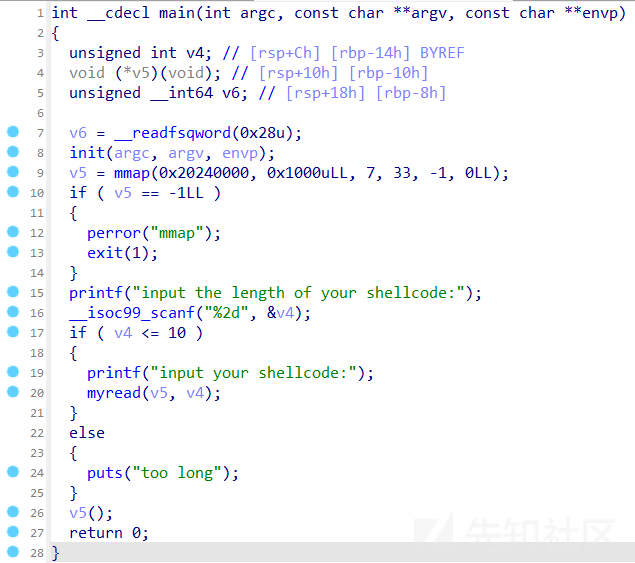 1 int __cdecl main(int argc, const char **argv, const char **envp)
2 {
3 unsigned int v4; // [rsp+Ch] [rbp-14h] BYREF
4 void (*v5)(void); // [rsp+10h] [rbp-10h]
5 unsigned __int64 v6; // [rsp+18h] [rbp-8h]
6
7 v6 = __readfsqword(0x28u);
8 init(argc, argv, envp);
9 v5 = mmap(0x20240000, 0x1000uLL, 7, 33, -1, 0LL);
10 if ( v5 == -1LL )
11 {
12 perror("mmap");
13 exit(1);
14 }
15 printf("input the length of your shellcode:");
16 __isoc99_scanf("%2d", &v4);
17 if ( v4 <= 10 )
18 {
19 printf("input your shellcode:");
20 myread(v5, v4);
21 }
22 else
23 {
24 puts("too long");
25 }
26 v5();
27 return 0;
28 }
先知社区